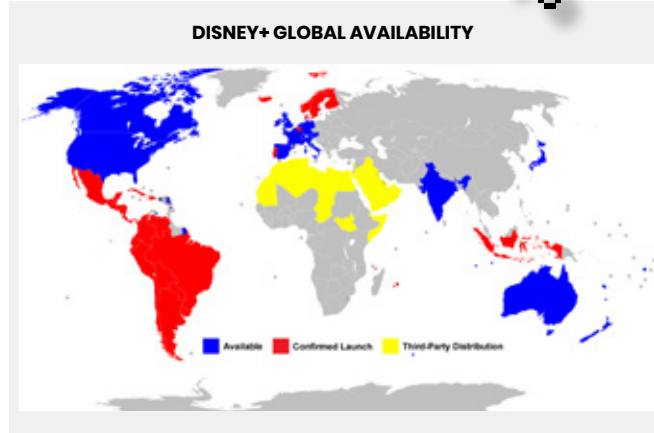 DISNEY+ GLOBAL AVAILABILITY
Available Confirmed Launch Third-Party Distribution